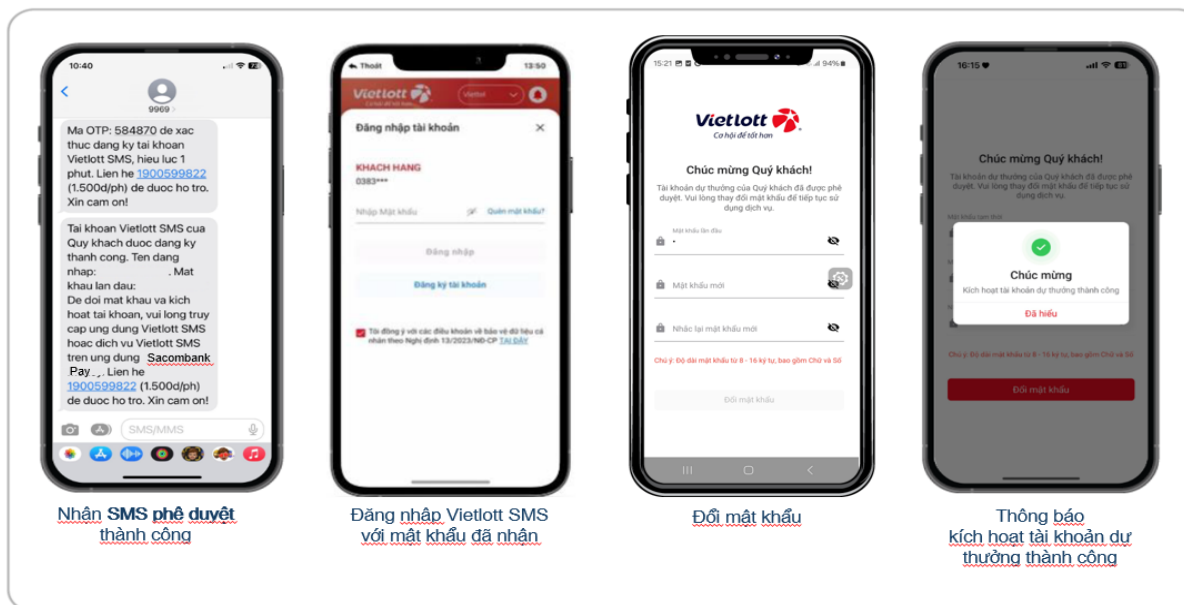 10:40
9969
Ma OTP: 584870 de xac
thuc dang ky tai khoan
Vietlott SMS, hieu luc 1
phut. Lien he 1900599822
(1.500d/ph) de duoc ho tro.
Xin cam on!
Tai khoan Vietlott SMS cua
Quy khach duoc dang ky
thanh cong. Ten dang
nhap: . Mat
khau lan dau:
De doi mat khau va kich
hoat tai khoan, vui long truy
cap ung dung Vietlott SMS
hoac dich vu Vietlott SMS
tren ung dung Sacombank
Pay . Lien he
1900599822 (1.500d/ph)
de duoc ho tro. Xin cam on!
SMS/MMS
Nhận SMS phê duyệt
thành công
Thoát 13:50
Vietlott
Cơ hội để tốt hơn
Viettel
Đăng nhập tài khoản
KHACH HANG
0383***
Nhập Mật khẩu Quên mật khẩu?
Đăng nhập
Đăng ký tài khoản
Tôi đồng ý với các điều khoản về bảo vệ dữ liệu cá
nhân theo Nghị định 13/2023/NĐ-CP TẠI ĐÂY
Đăng nhập Vietlott SMS
với mật khẩu đã nhận
15:21 94%
Vietlott
Cơ hội để tốt hơn
Chúc mừng Quý khách!
Tài khoản dự thưởng của Quý khách đã được phê
duyệt. Vui lòng thay đổi mật khẩu để tiếp tục sử
dụng dịch vụ.
Mật khẩu lần đầu
Mật khẩu mới
Nhắc lại mật khẩu mới
Chú ý: Độ dài mật khẩu từ 8 - 16 ký tự, bao gồm Chữ và Số
Đổi mật khẩu
Đổi mật khẩu
16:15
Chúc mừng Quý khách!
Tài khoản dự thưởng của Quý khách đã được phê
duyệt. Vui lòng thay đổi mật khẩu để tiếp tục sử
dụng dịch vụ.
Mật khẩu tạm thời
Chúc mừng
Kích hoạt tài khoản dự thưởng thành công
Đã hiểu
Chú ý: Độ dài mật khẩu từ 8 - 16 ký tự, bao gồm Chữ và Số
Đổi mật khẩu
Thông báo
kích hoạt tài khoản dự
thưởng thành công